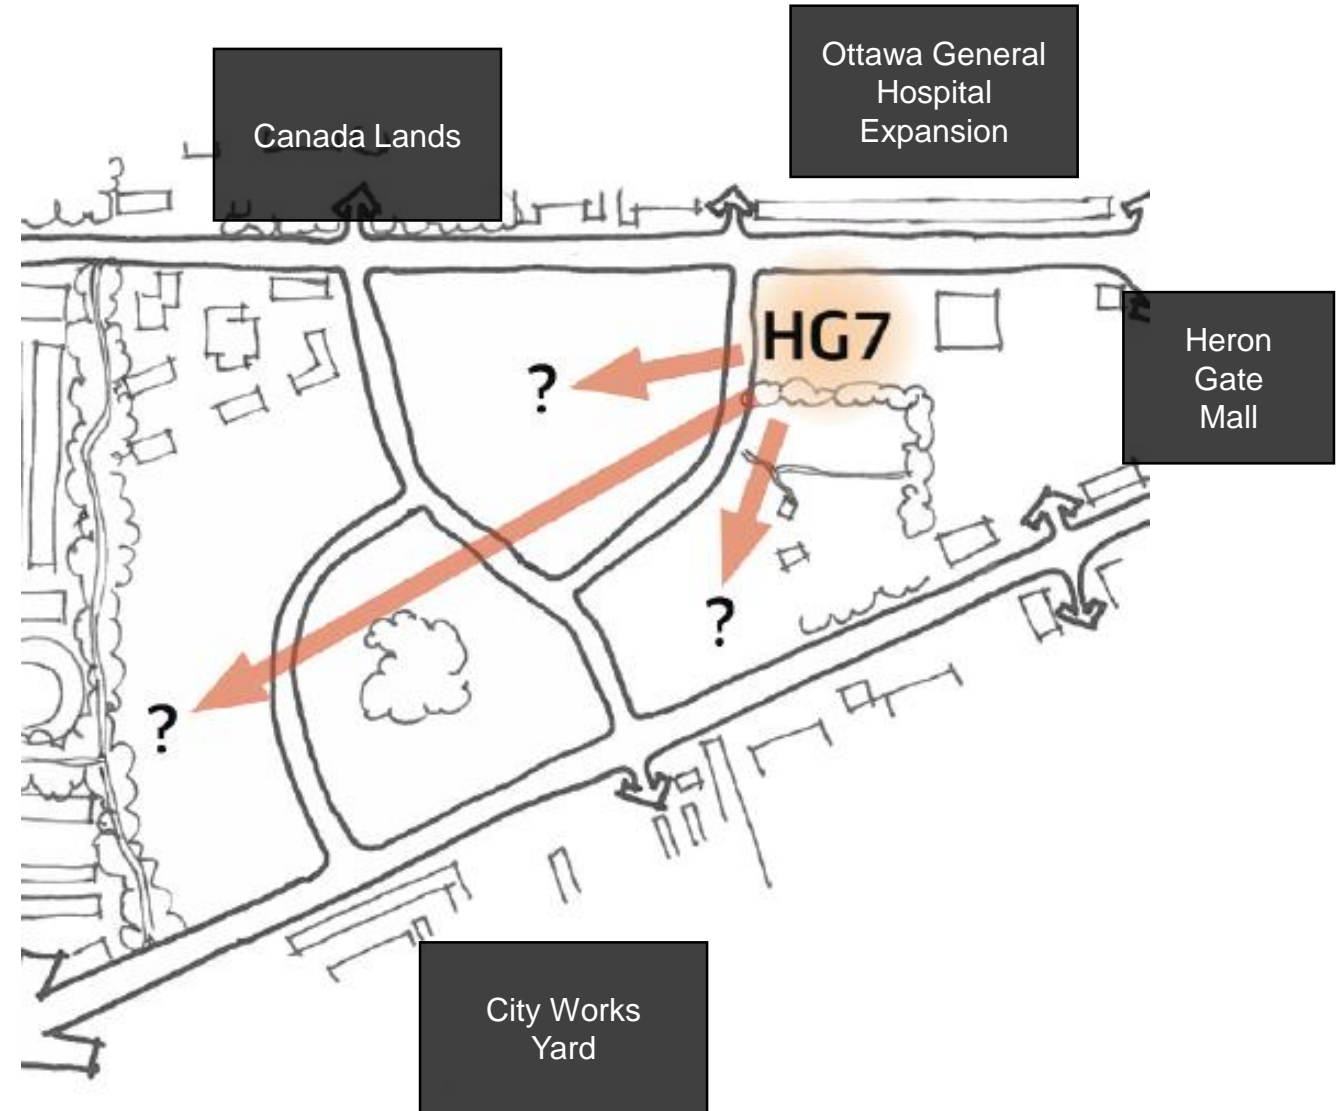 Ottawa General
Hospital
Expansion
Canada Lands
HG7
Heron
Gate
Mall
?
?
?
City Works
Yard